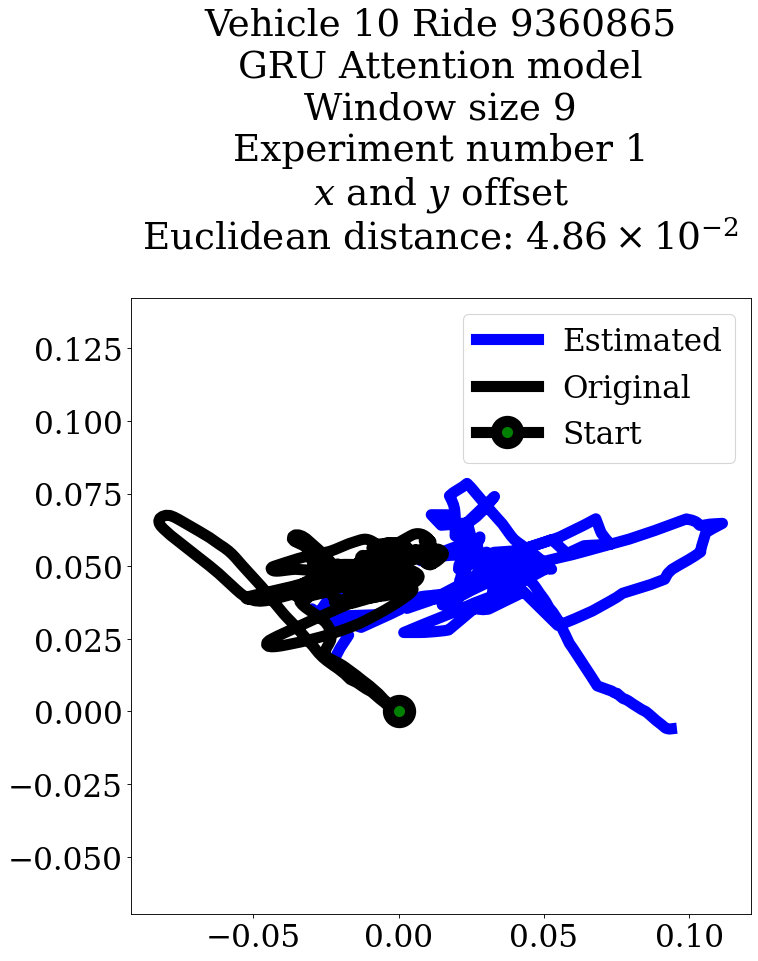 Vehicle 10 Ride 9360865
GRU Attention model
Window size 9
Experiment number 1
x and y offset
Euclidean distance: 4.86 × 10⁻²
Estimated
Original
Start
0.125
0.100
0.075
0.050
0.025
0.000
−0.025
−0.050
−0.05
0.00
0.05
0.10